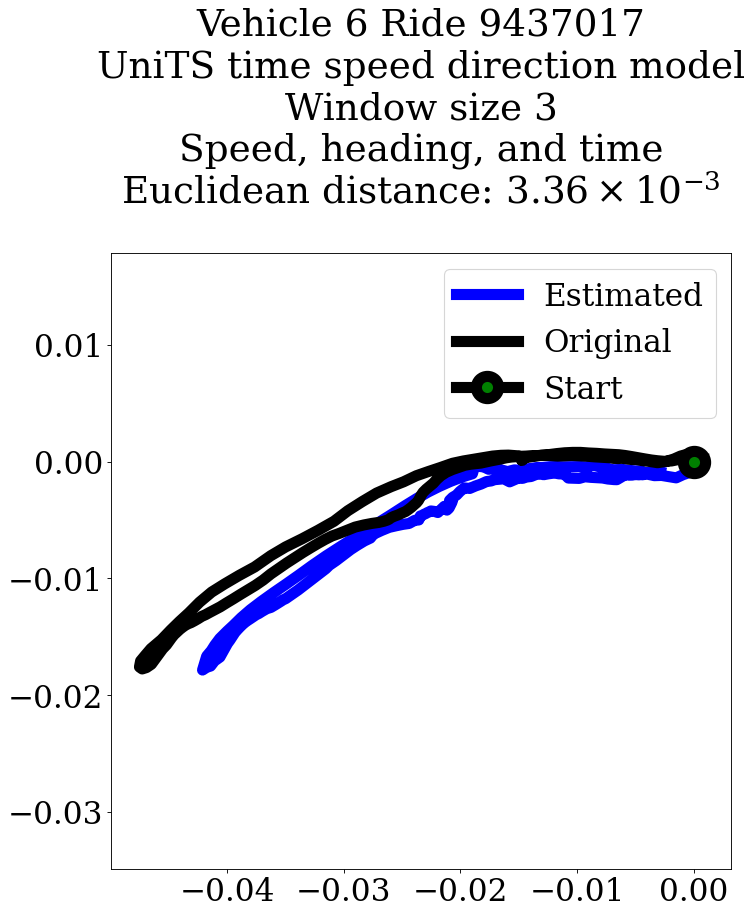 Vehicle 6 Ride 9437017
UniTS time speed direction model
Window size 3
Speed, heading, and time
Euclidean distance: 3.36 × 10⁻³
Estimated
Original
Start
0.01
0.00
−0.01
−0.02
−0.03
−0.04 −0.03 −0.02 −0.01 0.00